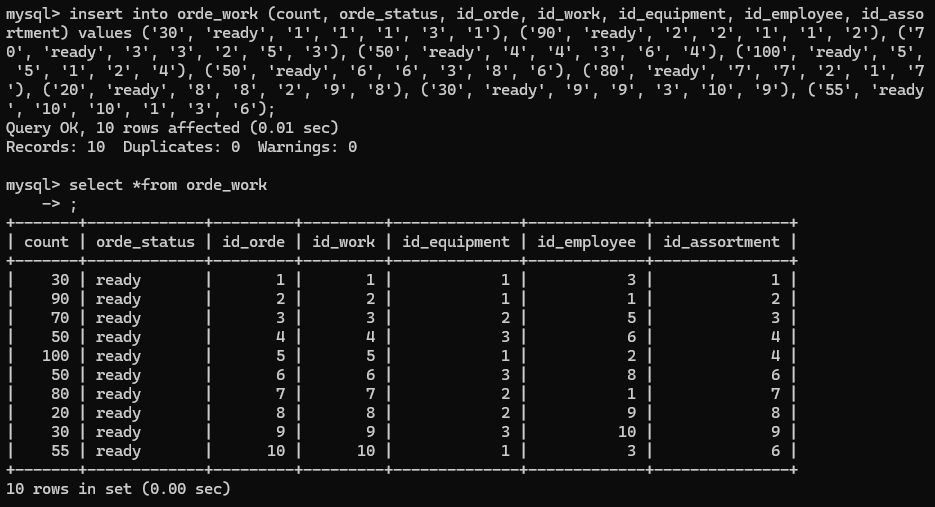 mysql> insert into orde_work (count, orde_status, id_orde, id_work, id_equipment, id_employee, id_asso
rtment) values ('30', 'ready', '1', '1', '1', '3', '1'), ('90', 'ready', '2', '2', '1', '1', '2'), ('7
0', 'ready', '3', '3', '2', '5', '3'), ('50', 'ready', '4', '4', '3', '6', '4'), ('100', 'ready', '5',
 '5', '1', '2', '4'), ('50', 'ready', '6', '6', '3', '8', '6'), ('80', 'ready', '7', '7', '2', '1', '7
'), ('20', 'ready', '8', '8', '2', '9', '8'), ('30', 'ready', '9', '9', '3', '10', '9'), ('55', 'ready
', '10', '10', '1', '3', '6');
Query OK, 10 rows affected (0.01 sec)
Records: 10  Duplicates: 0  Warnings: 0
mysql> select *from orde_work
    -> ;
+-------+-------------+---------+---------+--------------+-------------+---------------+
| count | orde_status | id_orde | id_work | id_equipment | id_employee | id_assortment |
+-------+-------------+---------+---------+--------------+-------------+---------------+
|    30 | ready       |       1 |       1 |            1 |           3 |             1 |
|    90 | ready       |       2 |       2 |            1 |           1 |             2 |
|    70 | ready       |       3 |       3 |            2 |           5 |             3 |
|    50 | ready       |       4 |       4 |            3 |           6 |             4 |
|   100 | ready       |       5 |       5 |            1 |           2 |             4 |
|    50 | ready       |       6 |       6 |            3 |           8 |             6 |
|    80 | ready       |       7 |       7 |            2 |           1 |             7 |
|    20 | ready       |       8 |       8 |            2 |           9 |             8 |
|    30 | ready       |       9 |       9 |            3 |          10 |             9 |
|    55 | ready       |      10 |      10 |            1 |           3 |             6 |
+-------+-------------+---------+---------+--------------+-------------+---------------+
10 rows in set (0.00 sec)